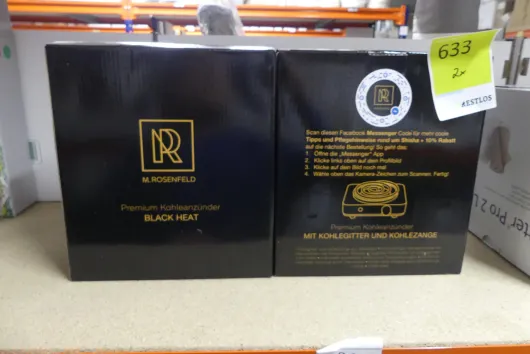 M. ROSENFELD
Premium Kohleanzünder
BLACK HEAT
Scan diesen Facebook Messenger Code für mehr coole
Tipps und Pflegehinweise rund um Shisha + 10% Rabatt
auf die nächste Bestellung! So geht das:
1. Öffne die „Messenger" App
2. Klicke links oben auf dein Profilbild
3. Klicke auf dein Bild noch mal
4. Wähle oben das Kamera Zeichen zum Scannen. Fertig!
Premium Kohleanzünder
MIT KOHLEGITTER UND KOHLEZANGE
633
2x
RESTLOS
Pro 2